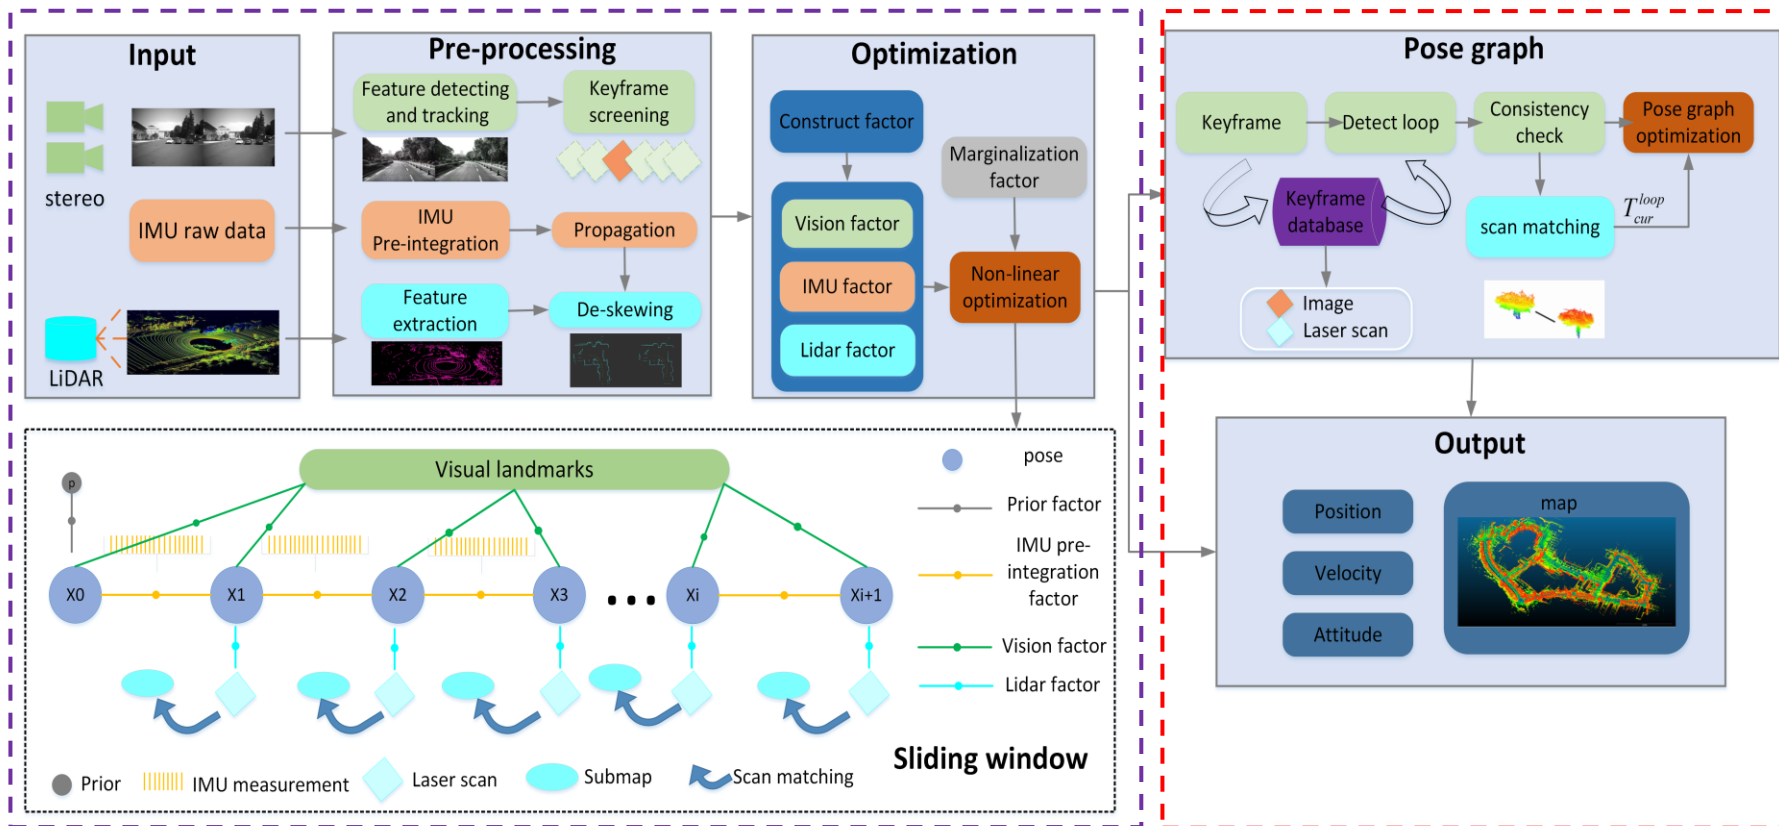 Input
stereo
IMU raw data
LiDAR
Pre-processing
Feature detecting
and tracking
Keyframe
screening
IMU
Pre-integration
Propagation
Feature
extraction
De-skewing
Optimization
Construct factor
Marginalization
factor
Vision factor
IMU factor
Lidar factor
Non-linear
optimization
Pose graph
Keyframe
Detect loop
Consistency
check
Pose graph
optimization
Keyframe
database
scan matching
T_{cur}^{loop}
Image
Laser scan
Output
Position
Velocity
Attitude
map
Visual landmarks
p
X0
X1
X2
X3
...
Xi
Xi+1
pose
Prior factor
IMU pre-
integration
factor
Vision factor
Lidar factor
Sliding window
Prior
IMU measurement
Laser scan
Submap
Scan matching